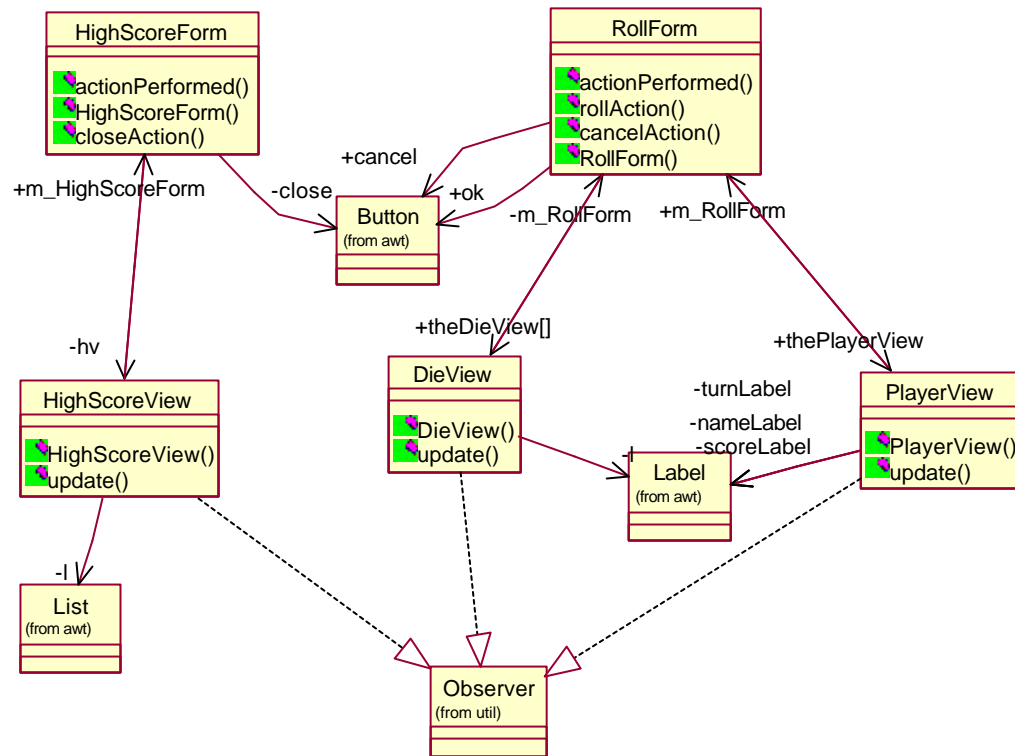 HighScoreForm
actionPerformed()
HighScoreForm()
closeAction()
RollForm
actionPerformed()
rollAction()
cancelAction()
RollForm()
+cancel
+m_HighScoreForm
-close
+ok
-m_RollForm
+m_RollForm
Button
(from awt)
+theDieView[]
-hv
+thePlayerView
HighScoreView
HighScoreView()
update()
DieView
DieView()
update()
-turnLabel
-nameLabel
-scoreLabel
PlayerView
PlayerView()
update()
-l
Label
(from awt)
-l
List
(from awt)
Observer
(from util)